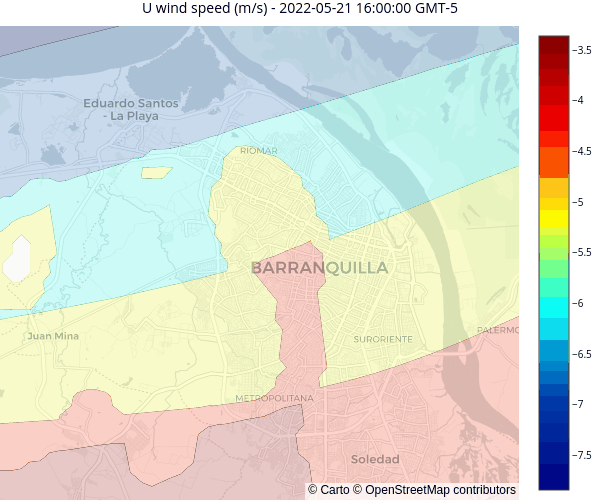 U wind speed (m/s) - 2022-05-21 16:00:00 GMT-5
−3.5
Eduardo Santos
- La Playa
−4
RIOMAR
−4.5
−5
−5.5
BARRANQUILLA
−6
Juan Mina
SURORIENTE
PALERMO
−6.5
METROPOLITANA
−7
Soledad
−7.5
© Carto © OpenStreetMap contributors